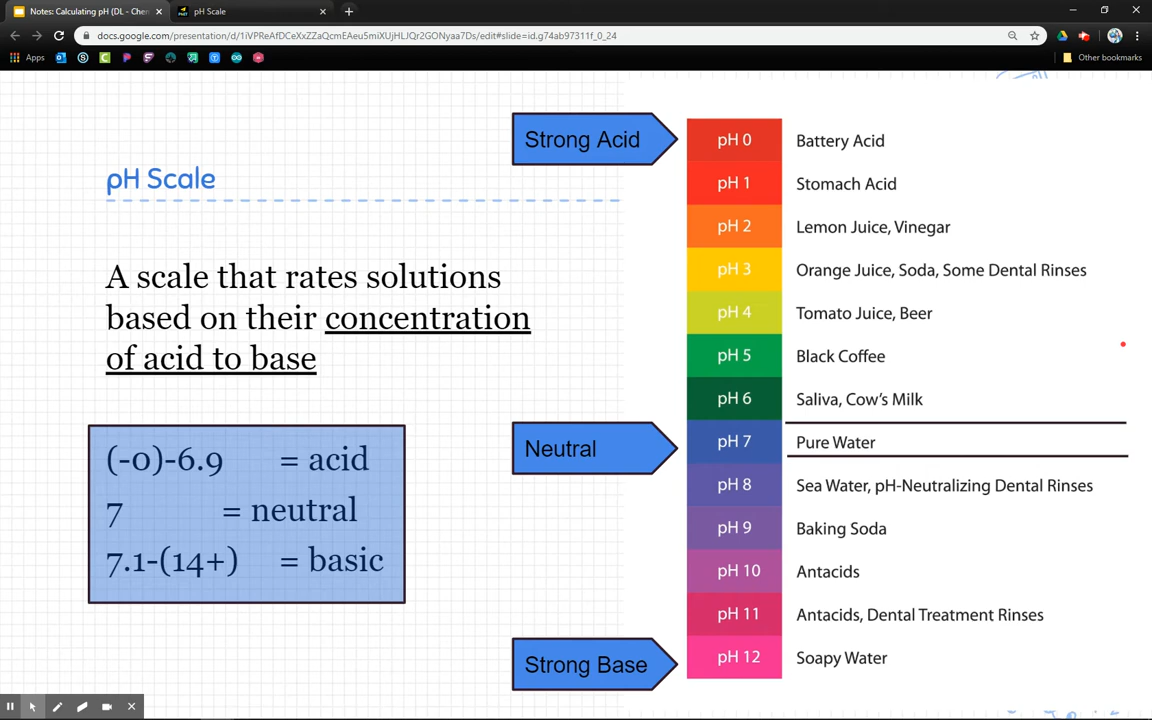 Notes: Calculating pH (DL - Chem
pH Scale
docs.google.com/presentation/d/1iVPReAfDCeXxZZaQcmEAeu5miXUjHLJQr2GONyaa7Ds/edit#slide=id.g74ab97311f_0_24
Apps
Other bookmarks
pH Scale
A scale that rates solutions
based on their concentration
of acid to base
(-0)-6.9 = acid
7 = neutral
7.1-(14+) = basic
Strong Acid
Neutral
Strong Base
pH 0 Battery Acid
pH 1 Stomach Acid
pH 2 Lemon Juice, Vinegar
pH 3 Orange Juice, Soda, Some Dental Rinses
pH 4 Tomato Juice, Beer
pH 5 Black Coffee
pH 6 Saliva, Cow's Milk
pH 7 Pure Water
pH 8 Sea Water, pH-Neutralizing Dental Rinses
pH 9 Baking Soda
pH 10 Antacids
pH 11 Antacids, Dental Treatment Rinses
pH 12 Soapy Water